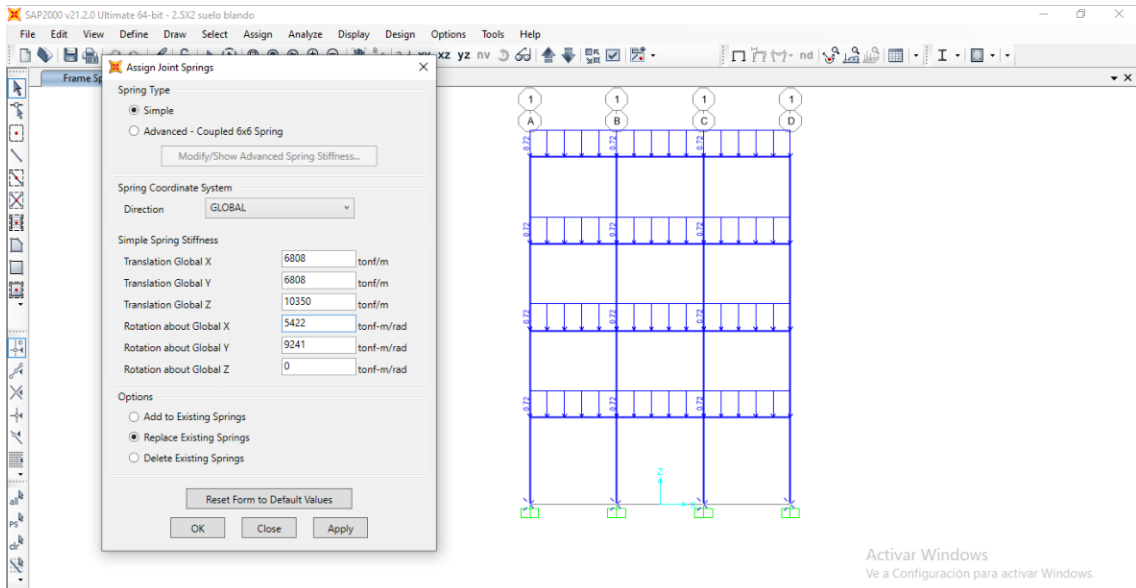 SAP2000 v21.2.0 Ultimate 64-bit - 2.5X2 suelo blando
File Edit View Define Draw Select Assign Analyze Display Design Options Tools Help
xz yz nv
nd
Frame Sp
Assign Joint Springs
Spring Type
Simple
Advanced - Coupled 6x6 Spring
Modify/Show Advanced Spring Stiffness...
Spring Coordinate System
Direction GLOBAL
Simple Spring Stiffness
Translation Global X 6808 tonf/m
Translation Global Y 6808 tonf/m
Translation Global Z 10350 tonf/m
Rotation about Global X 5422 tonf-m/rad
Rotation about Global Y 9241 tonf-m/rad
Rotation about Global Z 0 tonf-m/rad
Options
Add to Existing Springs
Replace Existing Springs
Delete Existing Springs
Reset Form to Default Values
OK Close Apply
all
PS
clr
1 1 1 1
A B C D
0.72 0.72 0.72
0.72 0.72 0.72
0.72 0.72 0.72
0.72 0.72 0.72
Z
Activar Windows
Ve a Configuración para activar Windows.